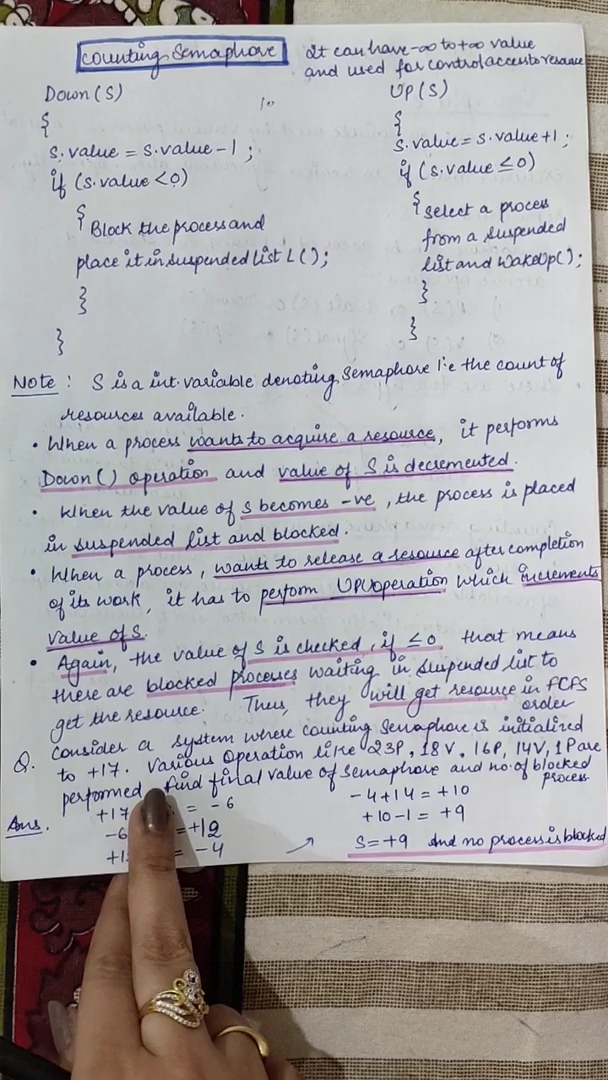 Counting Semaphore
It can have -∞ to +∞ value
and used for control access to resource
Down (S)
{
S.value = S.value - 1 ;
if (S.value < 0)
{ Block the process and
place it in suspended list L( );
}
}
10
UP (S)
{
S.value = S.value + 1 ;
if (S.value ≤ 0)
{ select a process
from a suspended
list and WakeUp( );
}
}
Note : S is a int. variable denoting Semaphore i.e the count of
resources available.
• When a process wants to acquire a resource, it performs
Down( ) operation and value of S is decremented.
• When the value of S becomes -ve, the process is placed
in suspended list and blocked.
• When a process, wants to release a resource after completion
of its work, it has to perform UP( ) operation which increments
value of S.
• Again, the value of S is checked, if ≤ 0 that means
there are blocked processes waiting in suspended list to
get the resource. Thus, they will get resource in FCFS
order
Q. Consider a system where counting Semaphore is initialized
to +17. Various operation like 23P, 18V, 16P, 14V, 1P are
performed find final value of Semaphore and no. of blocked
process
Ans. +17 = -6
-6 = +12
+1 = -4
-4 + 14 = +10
+10 - 1 = +9
→ S = +9 and no process is blocked